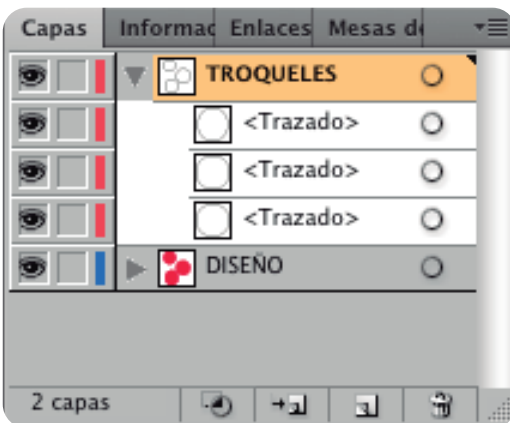 Capas Informac Enlaces Mesas de
TROQUELES
<Trazado>
<Trazado>
<Trazado>
DISEÑO
2 capas